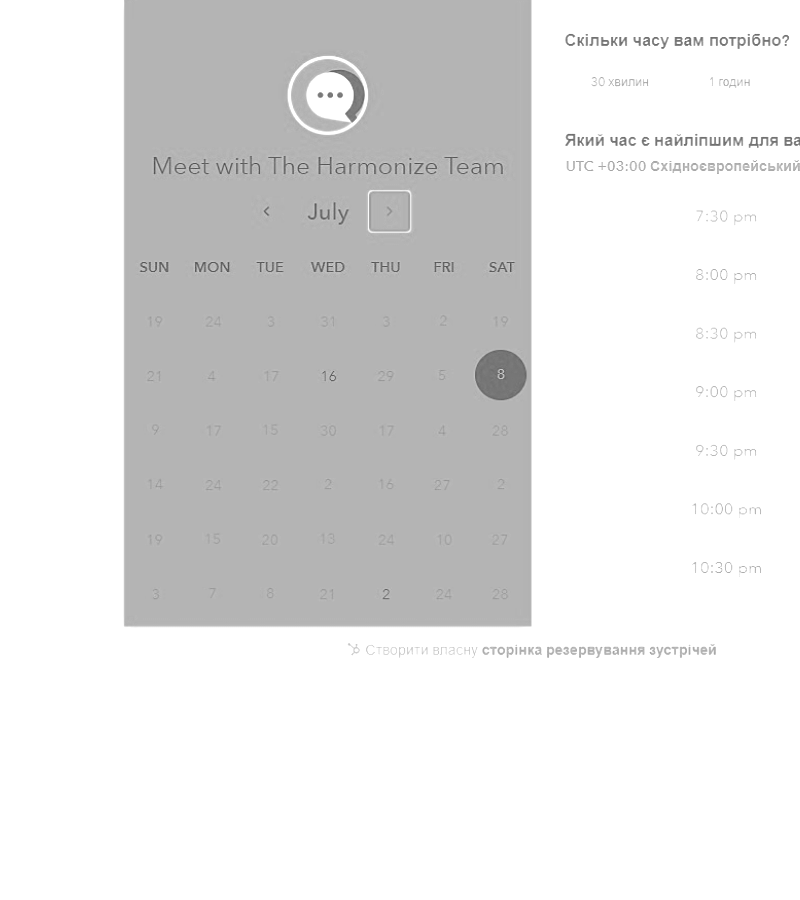 Meet with The Harmonize Team
July
SUN MON TUE WED THU FRI SAT
19 24 3 31 3 2 19
21 4 17 16 29 5 8
9 17 15 30 17 4 28
14 24 22 2 16 27 2
19 15 20 13 24 10 27
3 7 8 21 2 24 28
Скільки часу вам потрібно?
30 хвилин 1 годин
Який час є найліпшим для ва
UTC +03:00 Східноєвропейський
7:30 pm
8:00 pm
8:30 pm
9:00 pm
9:30 pm
10:00 pm
10:30 pm
Створити власну сторінка резервування зустрічей